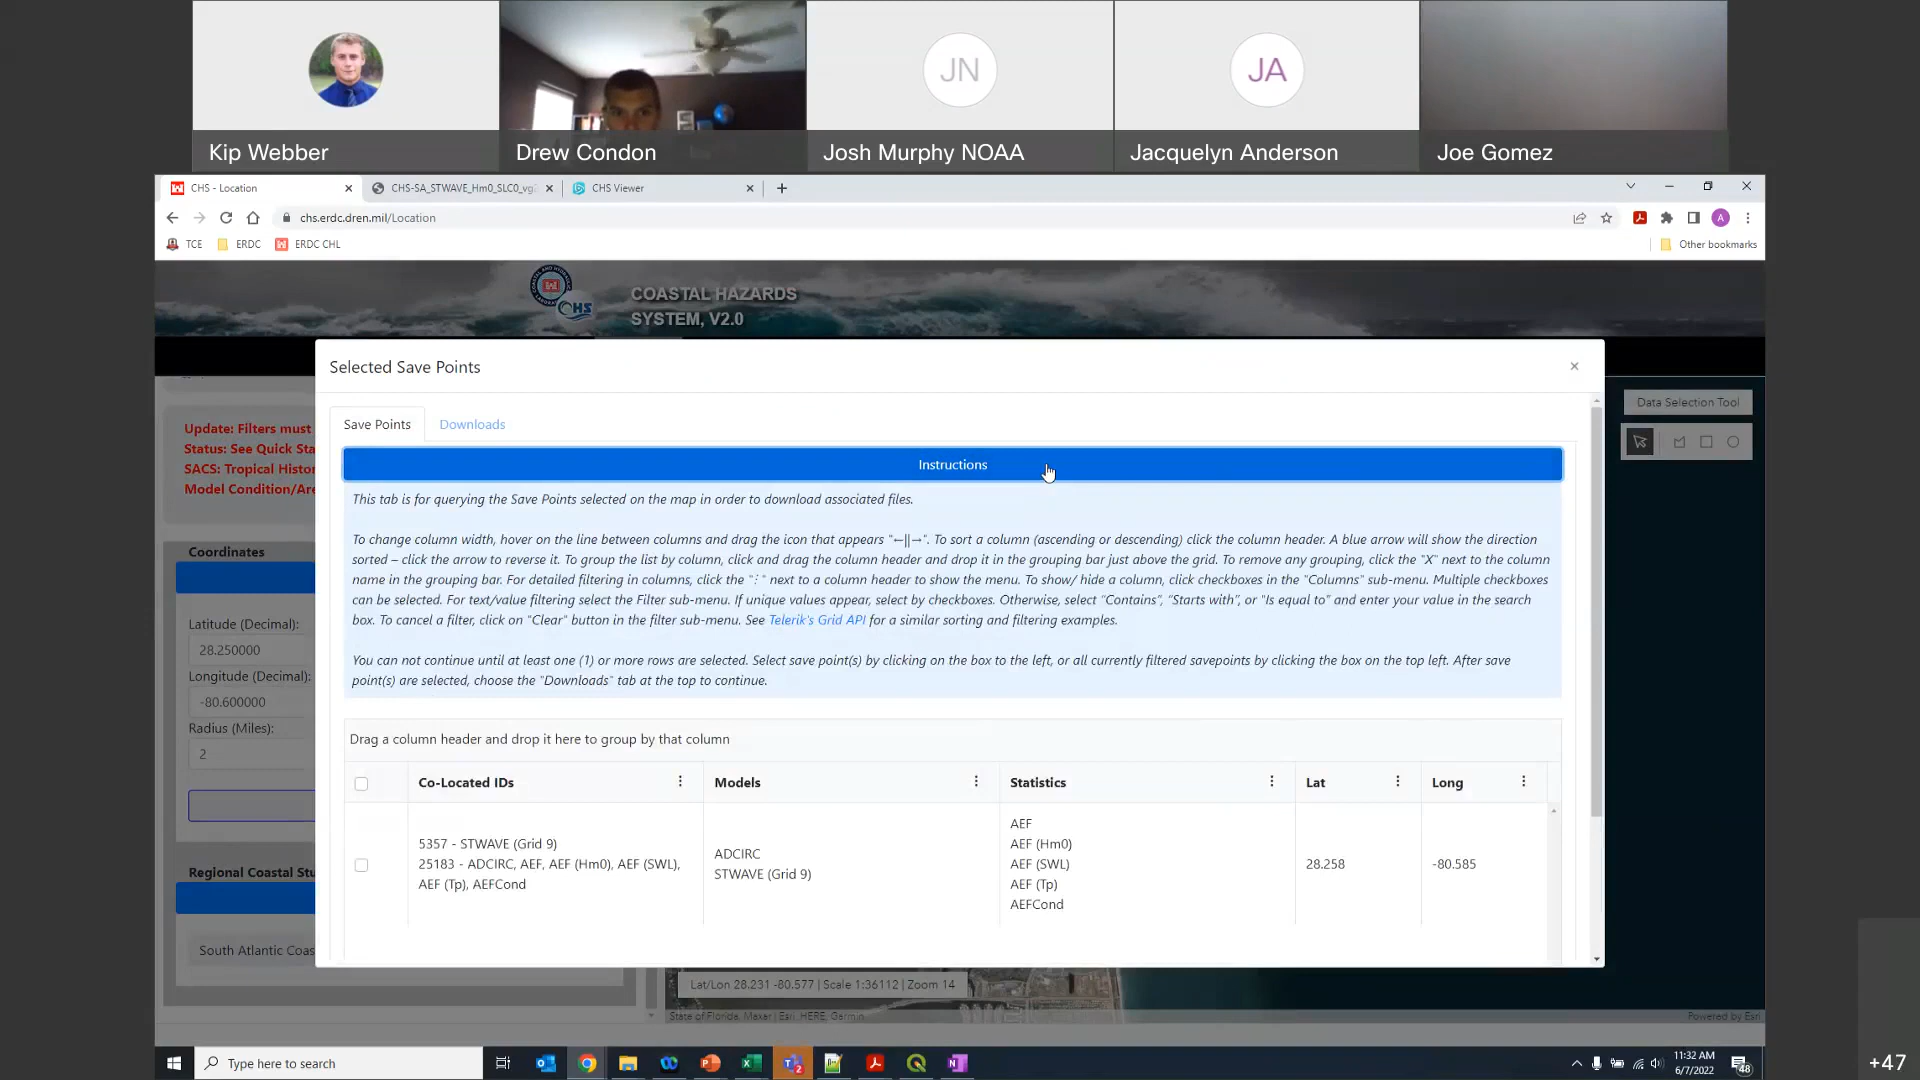 JN
JA
Kip Webber
Drew Condon
Josh Murphy NOAA
Jacquelyn Anderson
Joe Gomez
CHS - Location
CHS-SA_STWAVE_Hm0_SLC0_vg
CHS Viewer
chs.erdc.dren.mil/Location
A
TCE
ERDC
ERDC CHL
Other bookmarks
CHS
COASTAL HAZARDS
SYSTEM, V2.0
Selected Save Points
Data Selection Tool
Save Points
Downloads
Update: Filters must
Status: See Quick Sta
SACS: Tropical Histo
Model Condition/Are
Instructions
This tab is for querying the Save Points selected on the map in order to download associated files.
To change column width, hover on the line between columns and drag the icon that appears "←||→". To sort a column (ascending or descending) click the column header. A blue arrow will show the direction
sorted – click the arrow to reverse it. To group the list by column, click and drag the column header and drop it in the grouping bar just above the grid. To remove any grouping, click the "X" next to the column
name in the grouping bar. For detailed filtering in columns, click the "⋮" next to a column header to show the menu. To show/ hide a column, click checkboxes in the "Columns" sub-menu. Multiple checkboxes
can be selected. For text/value filtering select the Filter sub-menu. If unique values appear, select by checkboxes. Otherwise, select "Contains", "Starts with", or "Is equal to" and enter your value in the search
box. To cancel a filter, click on "Clear" button in the filter sub-menu. See Telerik's Grid API for a similar sorting and filtering examples.
You can not continue until at least one (1) or more rows are selected. Select save point(s) by clicking on the box to the left, or all currently filtered savepoints by clicking the box on the top left. After save
point(s) are selected, choose the "Downloads" tab at the top to continue.
Coordinates
Latitude (Decimal):
28.250000
Longitude (Decimal):
-80.600000
Radius (Miles):
2
Regional Coastal Stu
South Atlantic Coas
Drag a column header and drop it here to group by that column
Co-Located IDs
Models
Statistics
Lat
Long
5357 - STWAVE (Grid 9)
25183 - ADCIRC, AEF, AEF (Hm0), AEF (SWL),
AEF (Tp), AEFCond
ADCIRC
STWAVE (Grid 9)
AEF
AEF (Hm0)
AEF (SWL)
AEF (Tp)
AEFCond
28.258
-80.585
Lat/Lon 28.231 -80.577 | Scale 1:36112 | Zoom 14
State of Florida, Maxar | Esri, HERE, Garmin
Powered by Esri
Type here to search
11:32 AM
6/7/2022
48
+47